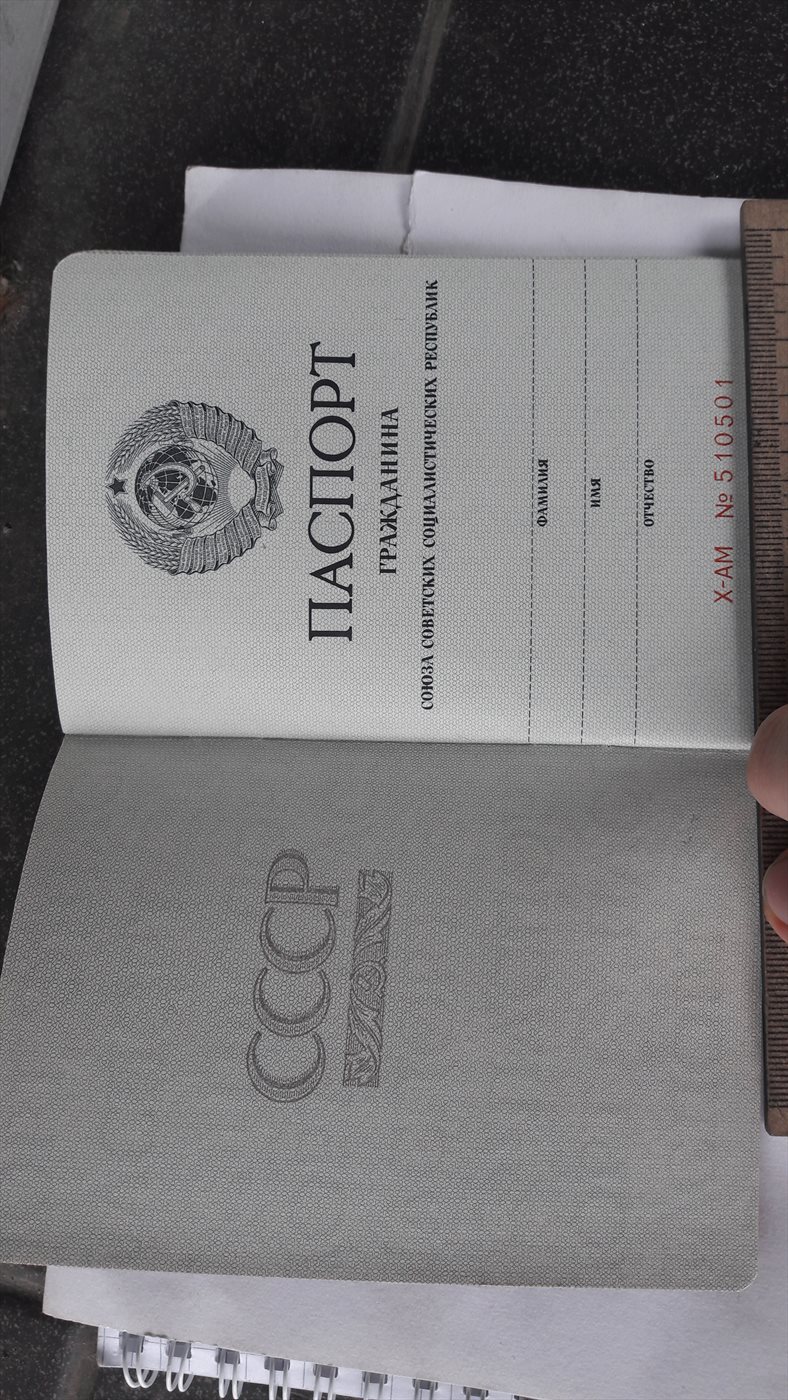 СССР
ПАСПОРТ
ГРАЖДАНИНА
СОЮЗА СОВЕТСКИХ СОЦИАЛИСТИЧЕСКИХ РЕСПУБЛИК
ФАМИЛИЯ
ИМЯ
ОТЧЕСТВО
X-АМ № 510501